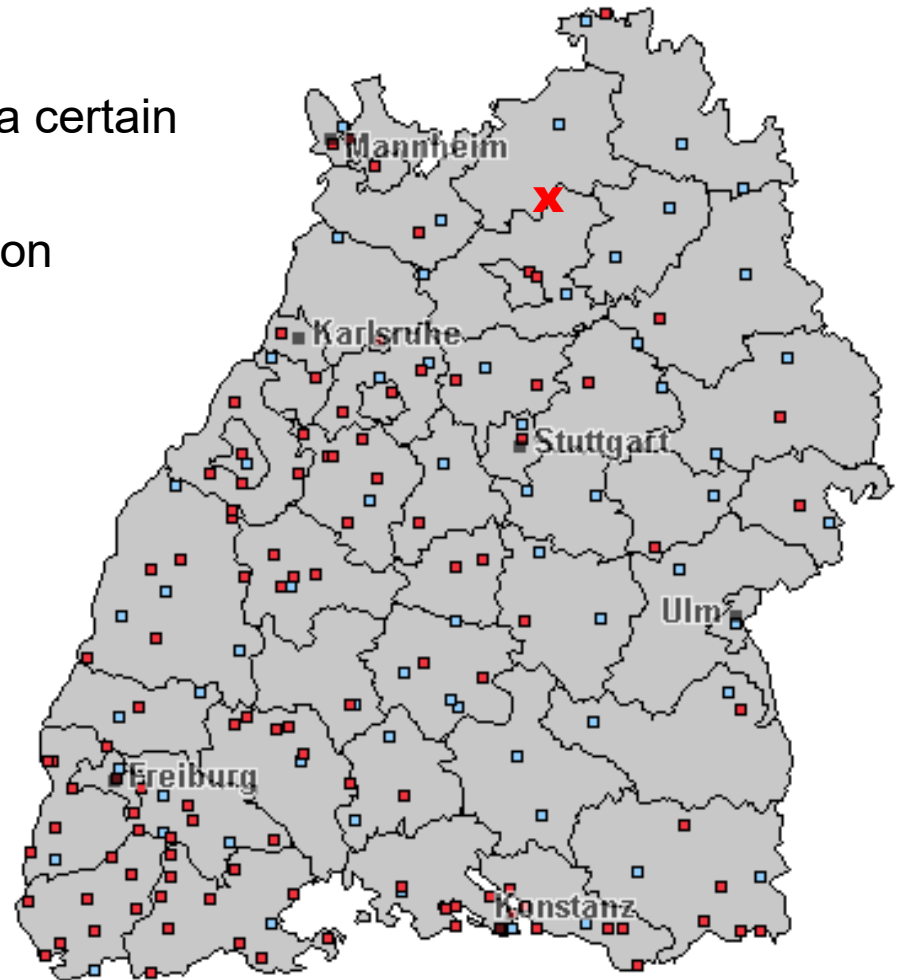 a certain
Mannheim
x
on
Karlsruhe
Stuttgart
Ulm
Freiburg
Konstanz